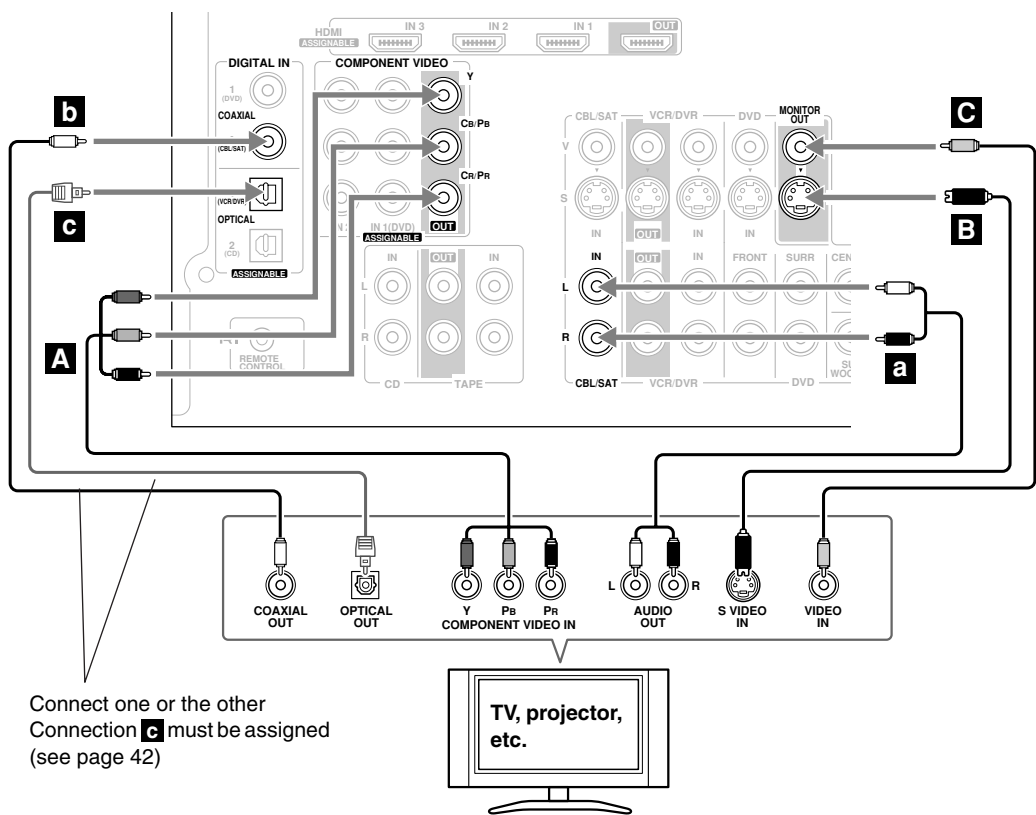 HDMI
ASSIGNABLE
IN 3
IN 2
IN 1
OUT
DIGITAL IN
1
(DVD)
COAXIAL
(CBL/SAT)
(VCR/DVR)
OPTICAL
2
(CD)
ASSIGNABLE
COMPONENT VIDEO
Y
CB/PB
CR/PR
IN 1(DVD)
OUT
ASSIGNABLE
b
c
A
REMOTE
CONTROL
IN
OUT
IN
L
R
CD
TAPE
CBL/SAT
VCR/DVR
DVD
MONITOR
OUT
V
S
IN
OUT
IN
IN
IN
OUT
IN
FRONT
SURR
CEN
L
R
CBL/SAT
VCR/DVR
DVD
SU
WOO
C
B
a
COAXIAL
OUT
OPTICAL
OUT
Y PB PR
COMPONENT VIDEO IN
L R
AUDIO
OUT
S VIDEO
IN
VIDEO
IN
Connect one or the other
Connection c must be assigned
(see page 42)
TV, projector,
etc.